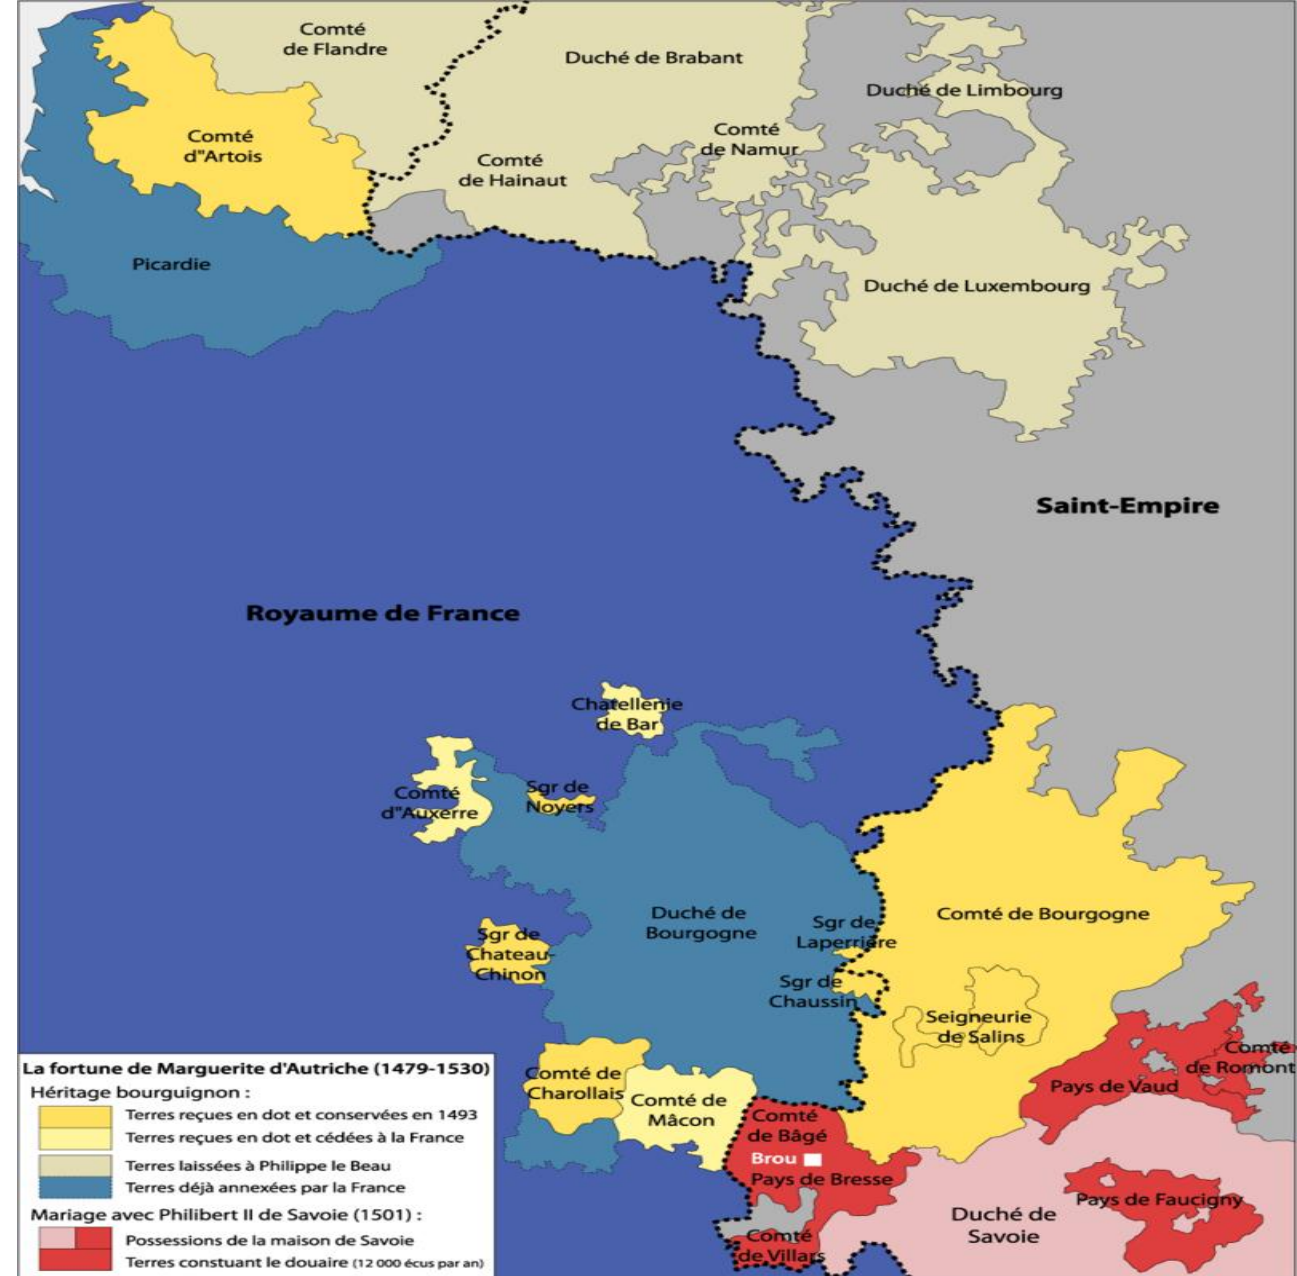 Comté
de Flandre
Duché de Brabant
Duché de Limbourg
Comté
d"Artois
Comté
de Namur
Comté
de Hainaut
Picardie
Duché de Luxembourg
Saint-Empire
Royaume de France
Chatellenie
de Bar
Comté
d"Auxerre
Sgr de
Noyers
Duché de
Bourgogne
Sgr de
Laperrière
Comté de Bourgogne
Sgr de
Chateau-
Chinon
Sgr de
Chaussin
Seigneurie
de Salins
Comté
de Romont
Pays de Vaud
Comté de
Charollais
Comté de
Mâcon
Comté
de Bâgé
Brou
Pays de Bresse
Pays de Faucigny
Duché de
Savoie
Comté
de Villars
La fortune de Marguerite d'Autriche (1479-1530)
Héritage bourguignon :
Terres reçues en dot et conservées en 1493
Terres reçues en dot et cédées à la France
Terres laissées à Philippe le Beau
Terres déjà annexées par la France
Mariage avec Philibert II de Savoie (1501) :
Possessions de la maison de Savoie
Terres constuant le douaire (12 000 écus par an)